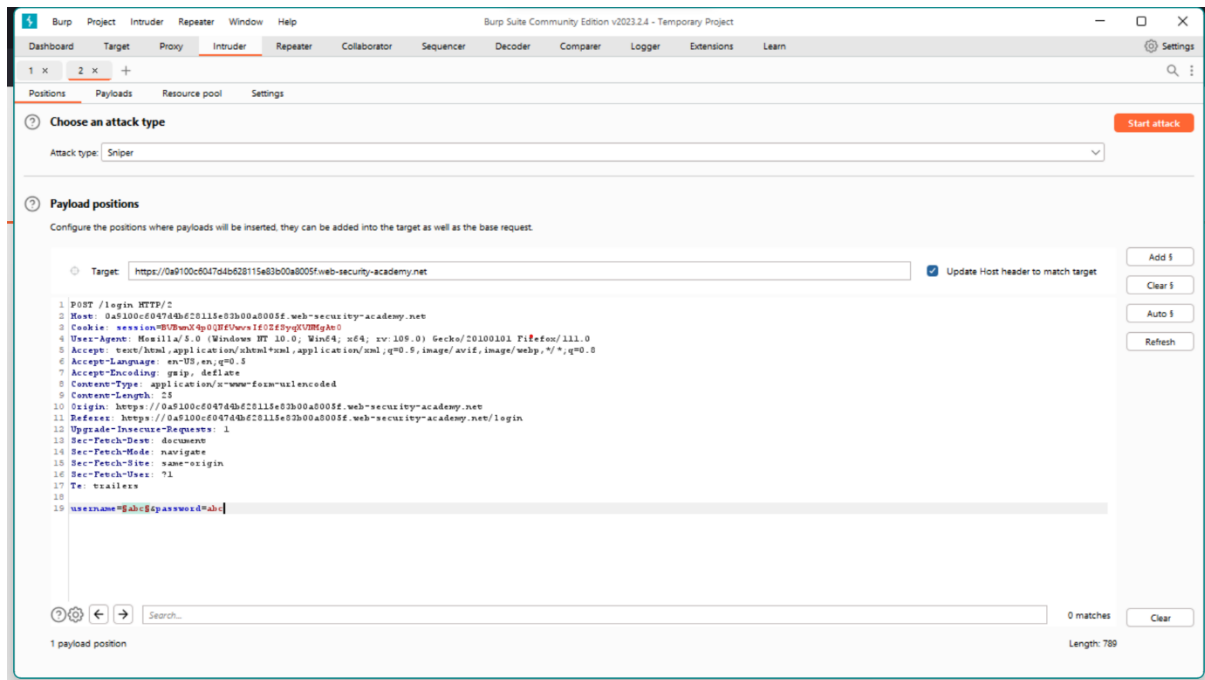 Burp Project Intruder Repeater Window Help Burp Suite Community Edition v2023.2.4 - Temporary Project
Dashboard Target Proxy Intruder Repeater Collaborator Sequencer Decoder Comparer Logger Extensions Learn Settings
1 × 2 × +
Positions Payloads Resource pool Settings
Choose an attack type Start attack
Attack type: Sniper
Payload positions
Configure the positions where payloads will be inserted, they can be added into the target as well as the base request.
Add §
Target: https://0a9100c6047d4b628115e83b00a8005f.web-security-academy.net Update Host header to match target
Clear §
1 POST /login HTTP/2
2 Host: 0a9100c6047d4b628115e83b00a8005f.web-security-academy.net
Auto §
3 Cookie: session=
4 User-Agent: Mozilla/5.0 (Windows NT 10.0; Win64; x64; rv:109.0) Gecko/20100101 Firefox/111.0
Refresh
5 Accept: text/html,application/xhtml+xml,application/xml;q=0.9,image/avif,image/webp,*/*;q=0.8
6 Accept-Language: en-US,en;q=0.5
7 Accept-Encoding: gzip, deflate
8 Content-Type: application/x-www-form-urlencoded
9 Content-Length: 25
10 Origin: https://0a9100c6047d4b628115e83b00a8005f.web-security-academy.net
11 Referer: https://0a9100c6047d4b628115e83b00a8005f.web-security-academy.net/login
12 Upgrade-Insecure-Requests: 1
13 Sec-Fetch-Dest: document
14 Sec-Fetch-Mode: navigate
15 Sec-Fetch-Site: same-origin
16 Sec-Fetch-User: ?1
17 Te: trailers
18
19 username=§abc§&password=abc
Search... 0 matches Clear
1 payload position Length: 789